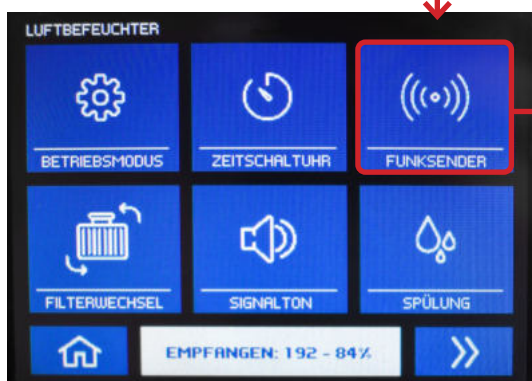 LUFTBEFEUCHTER
BETRIEBSMODUS
ZEITSCHALTUHR
FUNKSENDER
FILTERWECHSEL
SIGNALTON
SPÜLUNG
EMPFANGEN: 192 - 84%